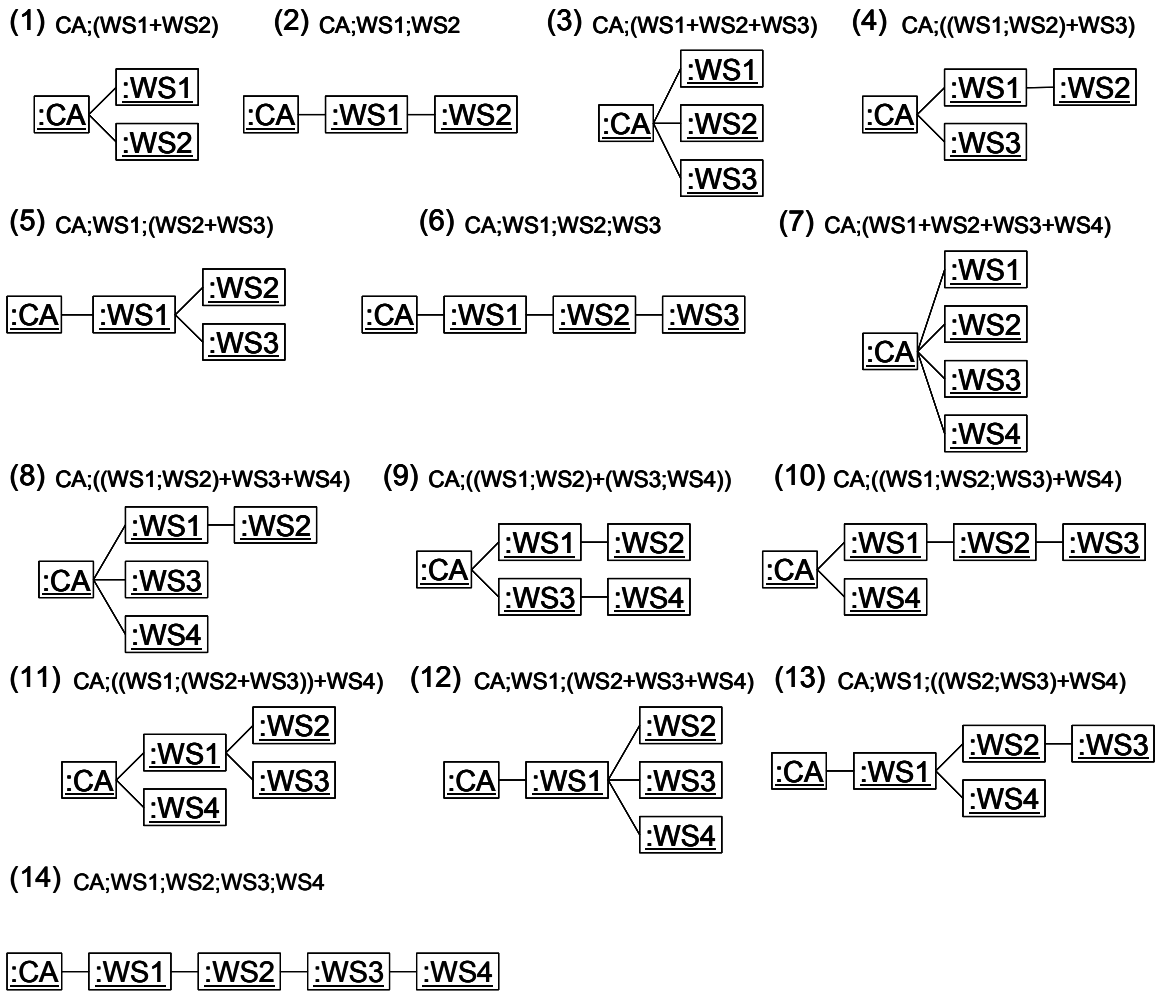 (1) CA;(WS1+WS2)
:CA
:WS1
:WS2
(2) CA;WS1;WS2
:CA :WS1 :WS2
(3) CA;(WS1+WS2+WS3)
:WS1
:CA :WS2
:WS3
(4) CA;((WS1;WS2)+WS3)
:CA
:WS1 :WS2
:WS3
(5) CA;WS1;(WS2+WS3)
:CA :WS1
:WS2
:WS3
(6) CA;WS1;WS2;WS3
:CA :WS1 :WS2 :WS3
(7) CA;(WS1+WS2+WS3+WS4)
:CA
:WS1
:WS2
:WS3
:WS4
(8) CA;((WS1;WS2)+WS3+WS4)
:WS1 :WS2
:CA :WS3
:WS4
(9) CA;((WS1;WS2)+(WS3;WS4))
:CA
:WS1 :WS2
:WS3 :WS4
(10) CA;((WS1;WS2;WS3)+WS4)
:CA
:WS1 :WS2 :WS3
:WS4
(11) CA;((WS1;(WS2+WS3))+WS4)
:CA
:WS1
:WS2
:WS3
:WS4
(12) CA;WS1;(WS2+WS3+WS4)
:CA :WS1
:WS2
:WS3
:WS4
(13) CA;WS1;((WS2;WS3)+WS4)
:CA :WS1
:WS2 :WS3
:WS4
(14) CA;WS1;WS2;WS3;WS4
:CA :WS1 :WS2 :WS3 :WS4